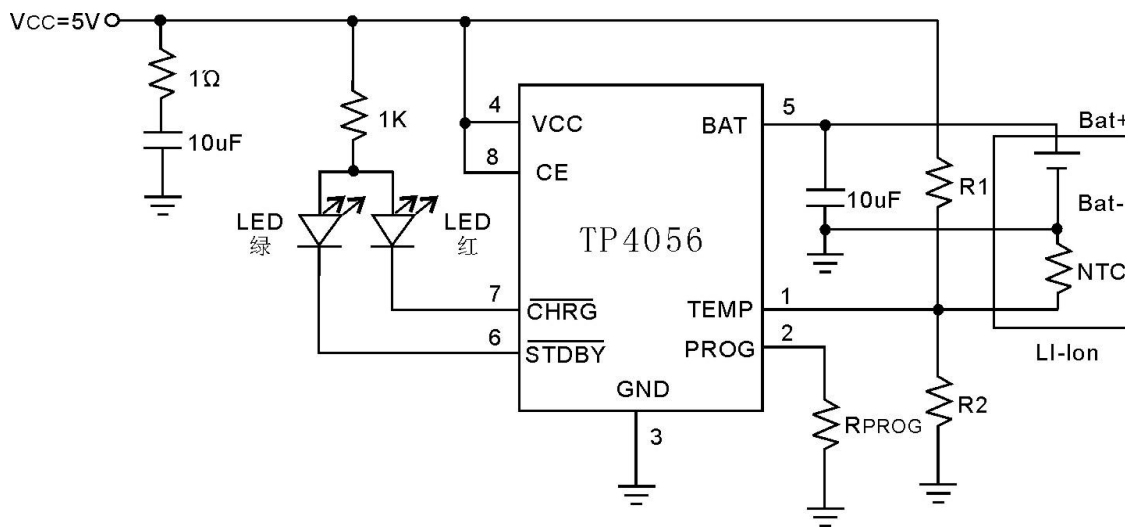 VCC=5V
1Ω
10uF
1K
LED
绿
LED
红
4
VCC
8
CE
TP4056
7
CHRG
6
STDBY
GND
3
BAT
5
TEMP
1
PROG
2
RPROG
10uF
R1
R2
Bat+
Bat-
NTC
LI-Ion